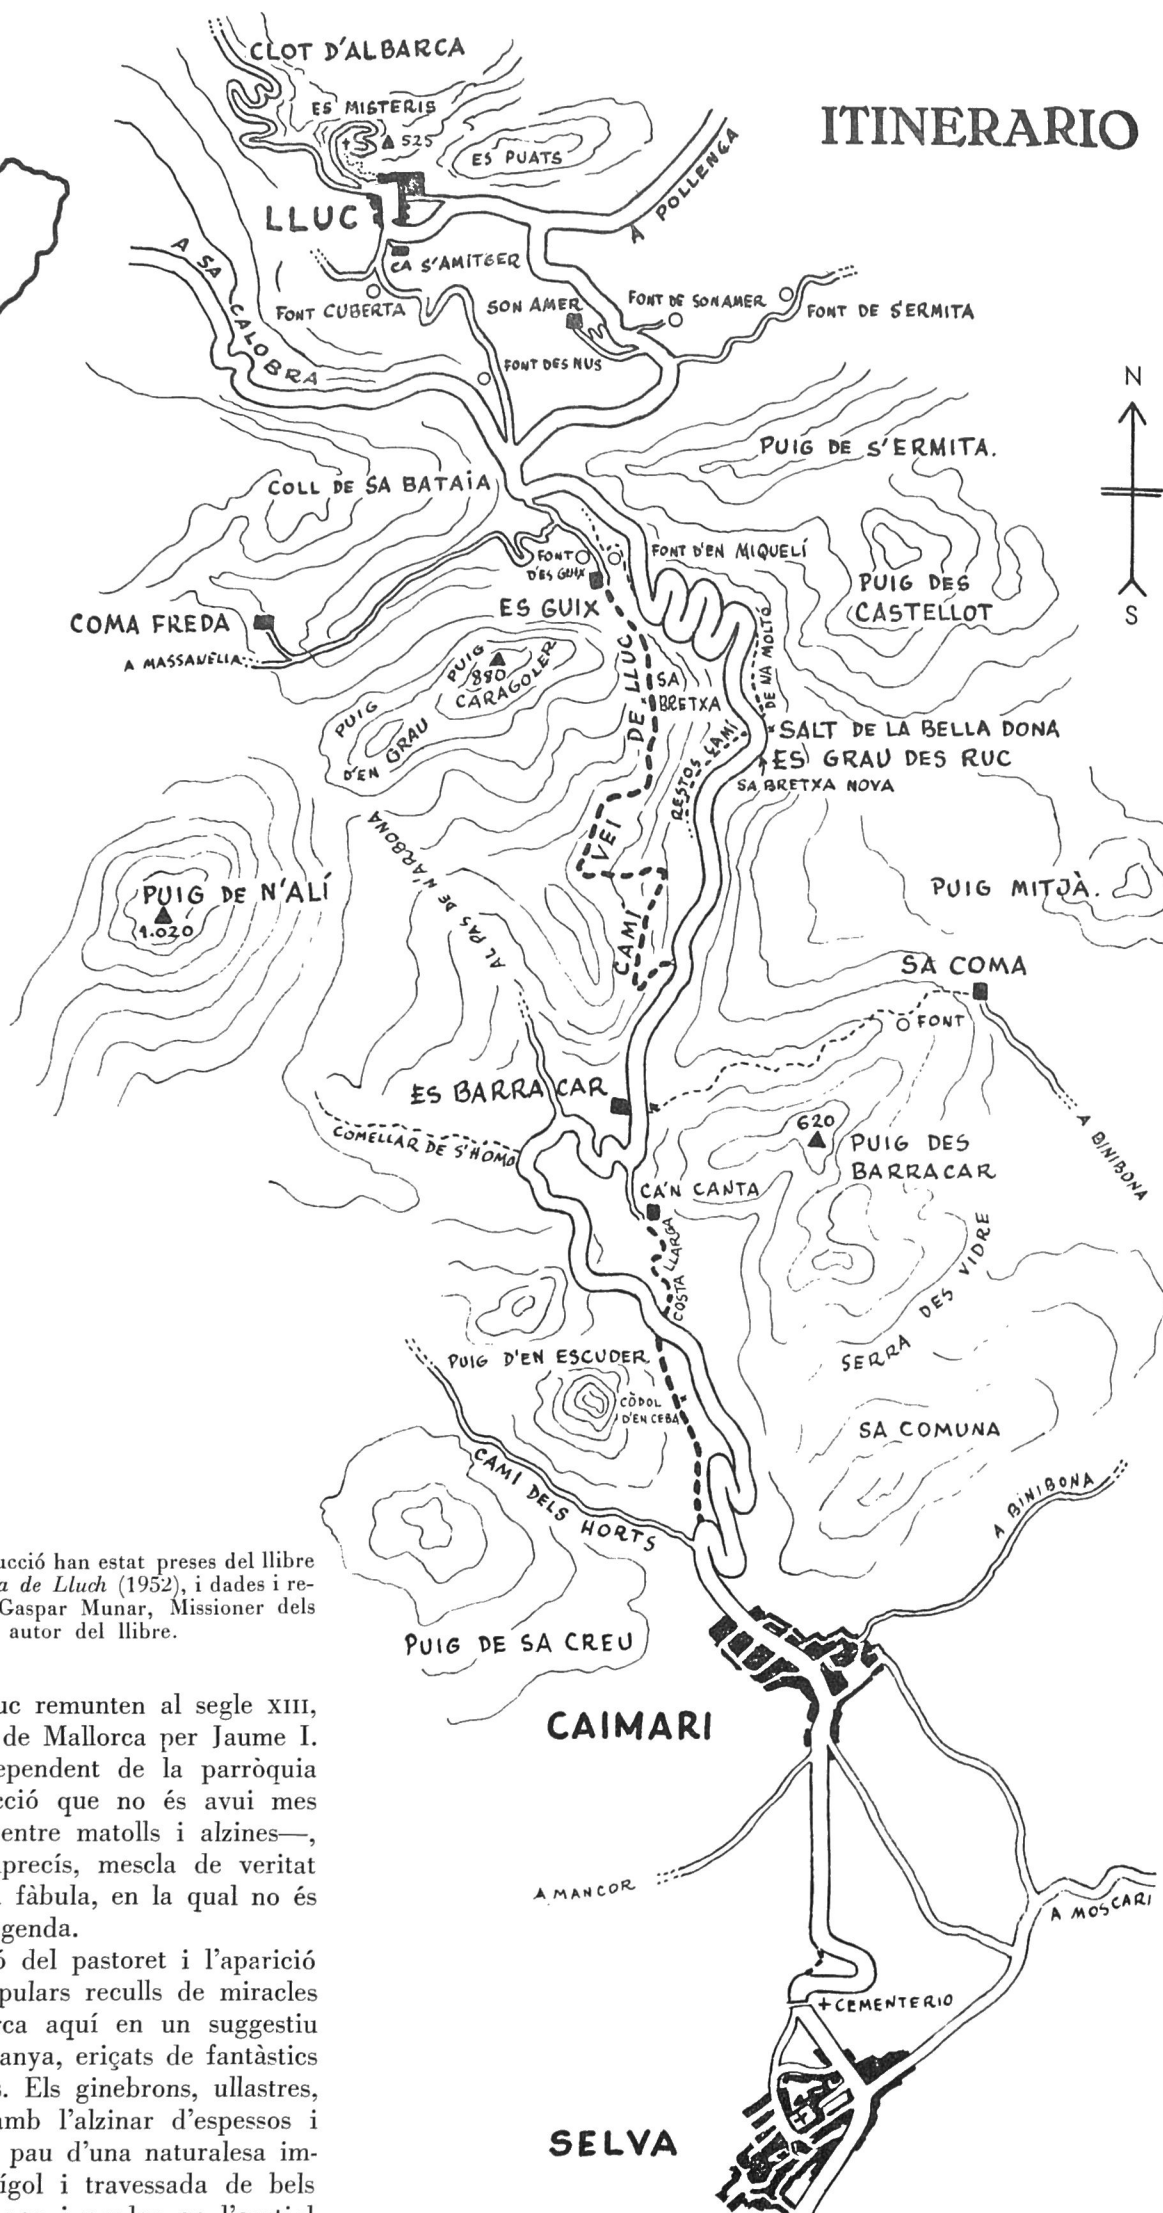 CLOT D'ALBARCA
ITINERARIO
ES MISTERIS
525
ES PUATS
A POLLENÇA
LLUC
A SA CALOBRA
CA S'AMITGER
FONT CUBERTA
SON AMER
FONT DE SON AMER
FONT DE S'ERMITA
FONT DES NUS
N
S
PUIG DE S'ERMITA.
COLL DE SA BATAIA
FONT
D'ES GUIX
FONT D'EN MIQUELÍ
ES GUIX
PUIG DES
CASTELLOT
COMA FREDA
A MASSANELLA
PUIG
880
CARAGOLER
PUIG
D'EN GRAU
SA
BRETXA
CAMI VEI DE LLUC
RESTOS CAMÍ
DE NA MOLTÓ
SALT DE LA BELLA DONA
ES GRAU DES RUC
SA BRETXA NOVA
AL PAS DE N'ARBONA
PUIG DE N'ALÍ
1.020
PUIG MITJÀ.
SA COMA
FONT
A BINIBONA
ES BARRACAR
COMELLAR DE S'HOMO
620
PUIG DES
BARRACAR
CA'N CANTA
COSTA LLARGA
SERRA DES VIDRE
PUIG D'EN ESCUDER
CÒDOL
D'EN CEBA
SA COMUNA
CAMI DELS HORTS
A BINIBONA
PUIG DE SA CREU
CAIMARI
A MANCOR
A MOSCARI
+ CEMENTERIO
SELVA
ucció han estat preses del llibre
a de Lluch (1952), i dades i re-
Gaspar Munar, Missioner dels
autor del llibre.
uc remunten al segle XIII,
de Mallorca per Jaume I.
ependent de la parròquia
cció que no és avui mes
entre matolls i alzines—,
precís, mescla de veritat
fàbula, en la qual no és
genda.
ó del pastoret i l'aparició
pulars reculls de miracles
rca aquí en un suggestiu
anya, eriçats de fantàstics
s. Els ginebrons, ullastres,
amb l'alzinar d'espessos i
pau d'una naturalesa im-
ígol i travessada de bels